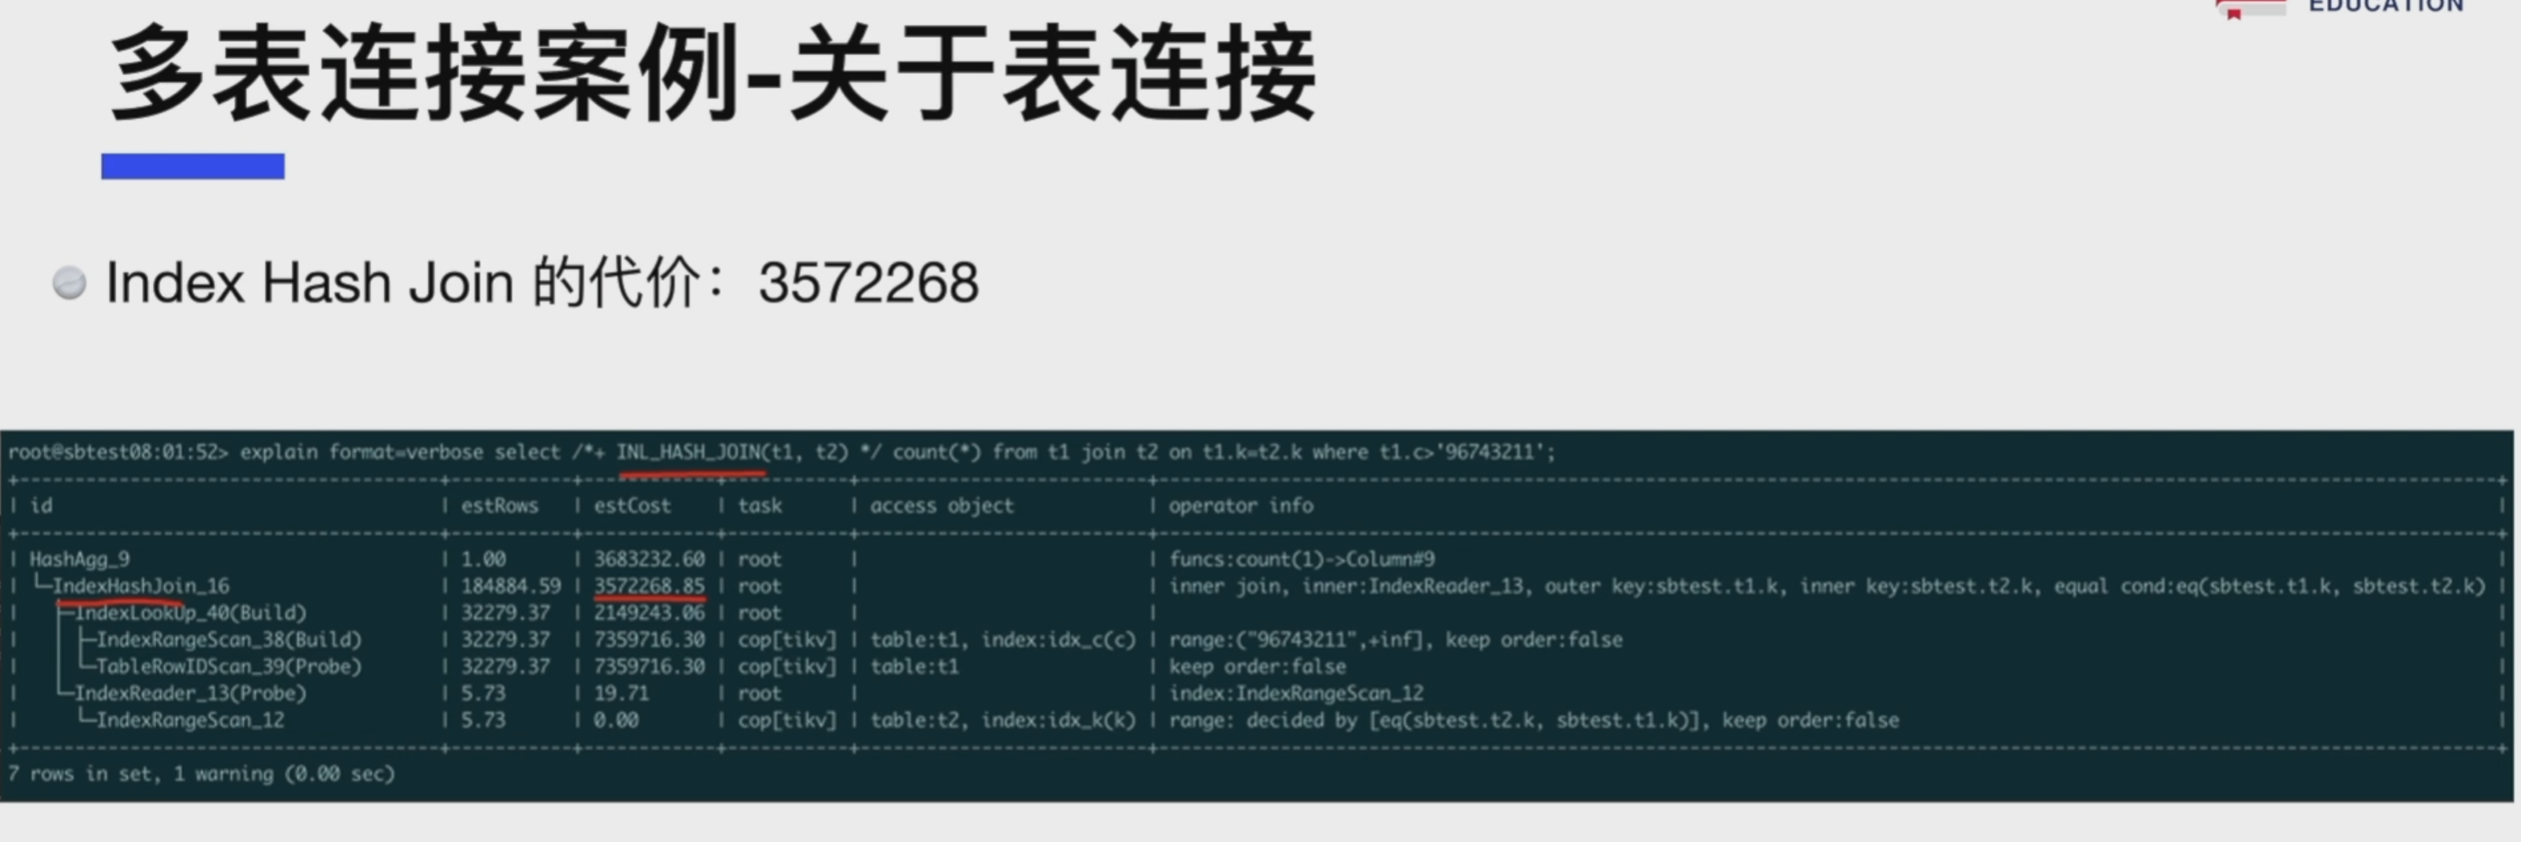 EDUCATION
多表连接案例-关于表连接
Index Hash Join 的代价：3572268
root@sbtest08:01:52> explain format=verbose select /*+ INL_HASH_JOIN(t1, t2) */ count(*) from t1 join t2 on t1.k=t2.k where t1.c>'96743211';
| id | estRows | estCost | task | access object | operator info |
| HashAgg_9 | 1.00 | 3683232.60 | root | | funcs:count(1)->Column#9 |
| └─IndexHashJoin_16 | 184884.59 | 3572268.85 | root | | inner join, inner:IndexReader_13, outer key:sbtest.t1.k, inner key:sbtest.t2.k, equal cond:eq(sbtest.t1.k, sbtest.t2.k) |
| ├─IndexLookUp_40(Build) | 32279.37 | 2149243.06 | root | | |
| │ ├─IndexRangeScan_38(Build) | 32279.37 | 7359716.30 | cop[tikv] | table:t1, index:idx_c(c) | range:("96743211",+inf], keep order:false |
| │ └─TableRowIDScan_39(Probe) | 32279.37 | 7359716.30 | cop[tikv] | table:t1 | keep order:false |
| └─IndexReader_13(Probe) | 5.73 | 19.71 | root | | index:IndexRangeScan_12 |
| └─IndexRangeScan_12 | 5.73 | 0.00 | cop[tikv] | table:t2, index:idx_k(k) | range: decided by [eq(sbtest.t2.k, sbtest.t1.k)], keep order:false |
7 rows in set, 1 warning (0.00 sec)